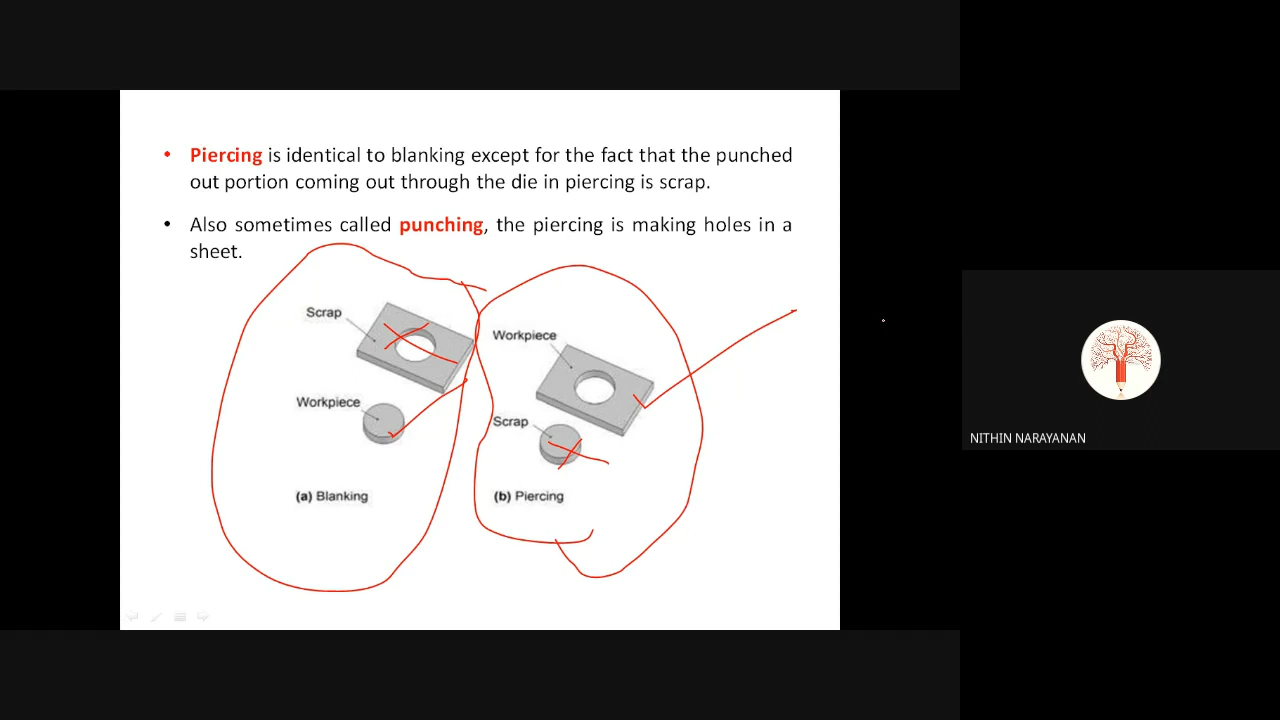 • Piercing is identical to blanking except for the fact that the punched
out portion coming out through the die in piercing is scrap.
• Also sometimes called punching, the piercing is making holes in a
sheet.
Scrap
Workpiece
(a) Blanking
Workpiece
Scrap
(b) Piercing
NITHIN NARAYANAN